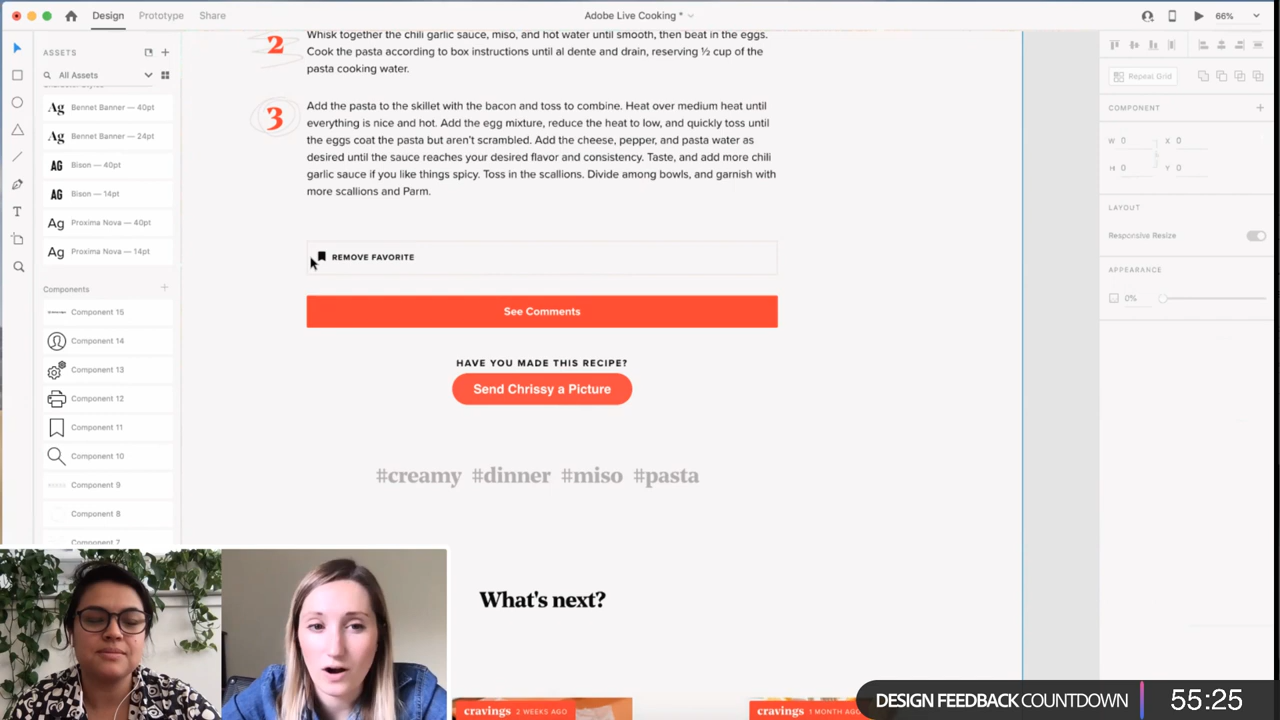 Design Prototype Share
Adobe Live Cooking *
66%
ASSETS
All Assets
Ag Bennet Banner — 40pt
Ag Bennet Banner — 24pt
AG Bison — 40pt
AG Bison — 14pt
Ag Proxima Nova — 40pt
Ag Proxima Nova — 14pt
Components
Component 15
Component 14
Component 13
Component 12
Component 11
Component 10
Component 9
Component 8
Component 7
2
Whisk together the chili garlic sauce, miso, and hot water until smooth, then beat in the eggs.
Cook the pasta according to box instructions until al dente and drain, reserving ½ cup of the
pasta cooking water.
3
Add the pasta to the skillet with the bacon and toss to combine. Heat over medium heat until
everything is nice and hot. Add the egg mixture, reduce the heat to low, and quickly toss until
the eggs coat the pasta but aren't scrambled. Add the cheese, pepper, and pasta water as
desired until the sauce reaches your desired flavor and consistency. Taste, and add more chili
garlic sauce if you like things spicy. Toss in the scallions. Divide among bowls, and garnish with
more scallions and Parm.
REMOVE FAVORITE
See Comments
HAVE YOU MADE THIS RECIPE?
Send Chrissy a Picture
#creamy #dinner #miso #pasta
What's next?
cravings 2 WEEKS AGO
cravings 1 MONTH AGO
Repeat Grid
COMPONENT
W 0 X 0
H 0 Y 0
LAYOUT
Responsive Resize
APPEARANCE
0%
DESIGN FEEDBACK COUNTDOWN 55:25